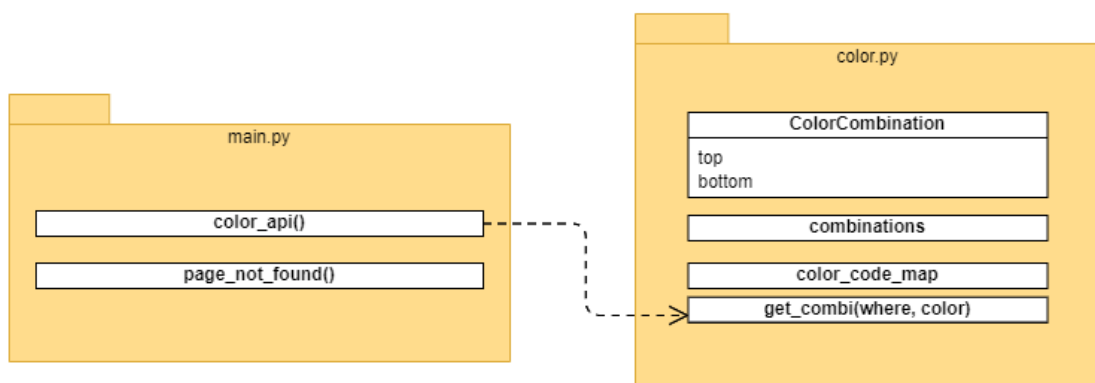 main.py
color_api()
page_not_found()
color.py
ColorCombination
top
bottom
combinations
color_code_map
get_combi(where, color)